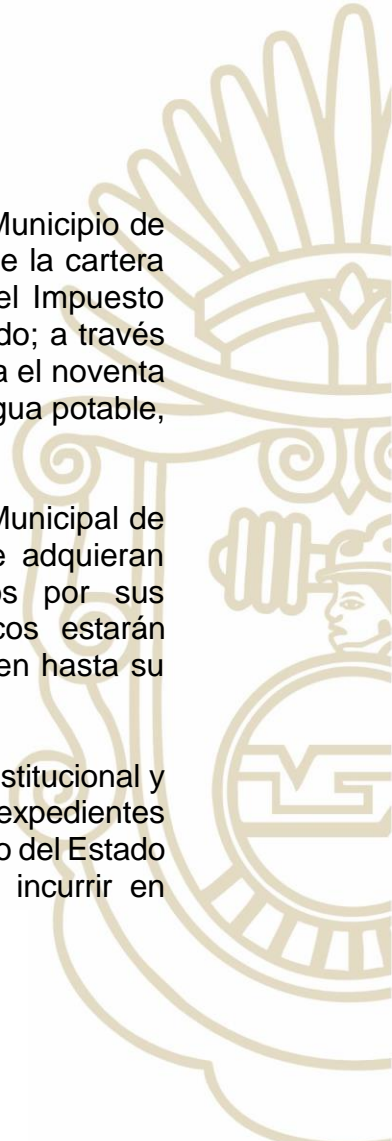 Municipio de
e la cartera
el Impuesto
do; a través
a el noventa
gua potable,
Municipal de
e adquieran
os por sus
cos estarán
en hasta su
stitucional y
expedientes
o del Estado
incurrir en